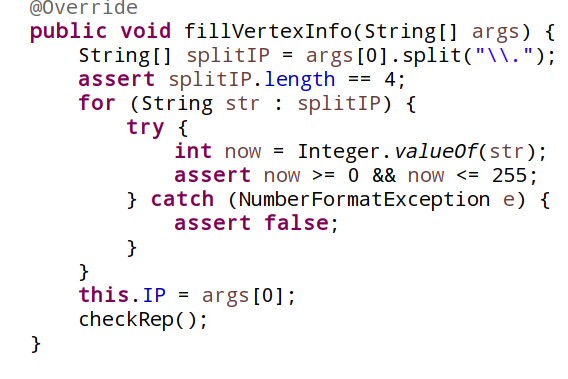 @Override
public void fillVertexInfo(String[] args) {
    String[] splitIP = args[0].split("\\.");
    assert splitIP.length == 4;
    for (String str : splitIP) {
        try {
            int now = Integer.valueOf(str);
            assert now >= 0 && now <= 255;
        } catch (NumberFormatException e) {
            assert false;
        }
    }
    this.IP = args[0];
    checkRep();
}